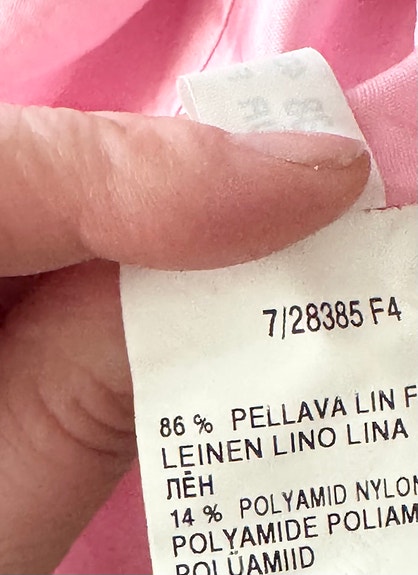 7/28385 F4
86 % PELLAVA LIN F
LEINEN LINO LINA
ЛЁН
14 % POLYAMID NYLON
POLYAMIDE POLIAM
POLÜAMIID